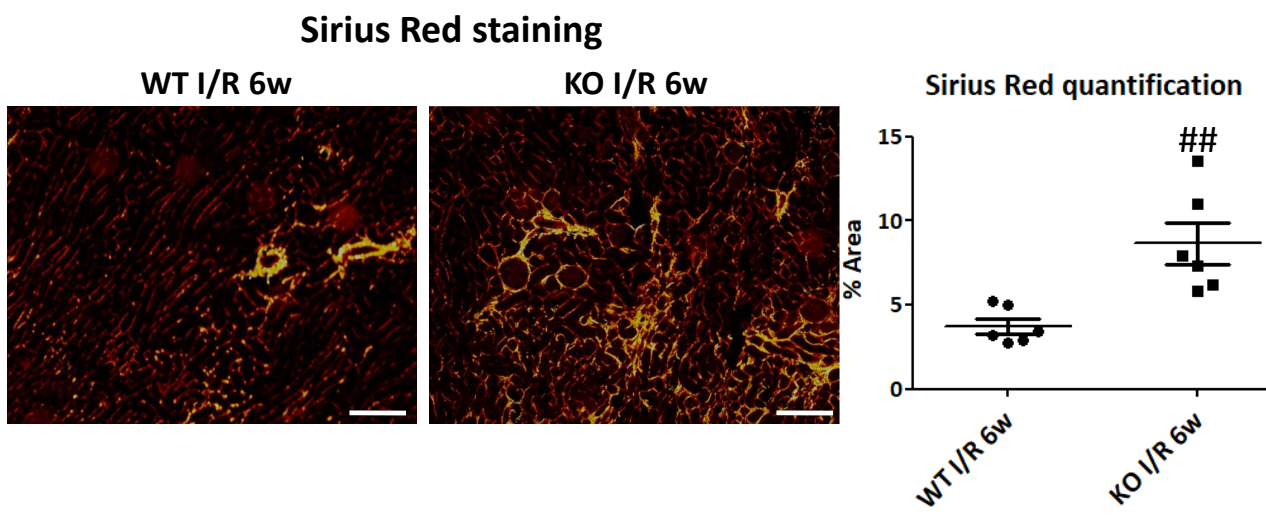 Sirius Red staining
WT I/R 6w
KO I/R 6w
Sirius Red quantification
##
% Area
15
10
5
0
WT I/R 6w
KO I/R 6w